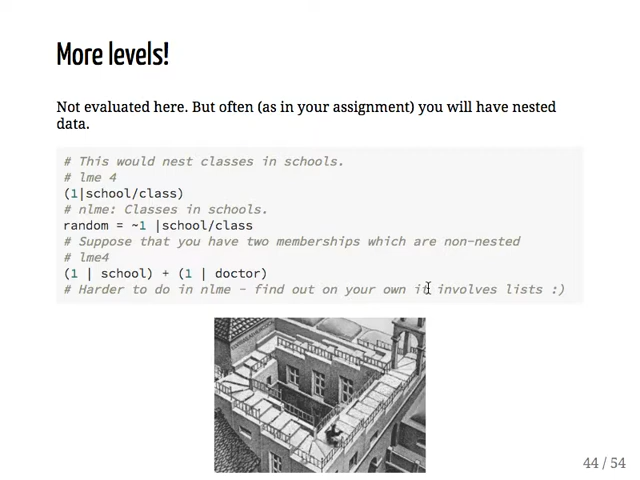 More levels!
Not evaluated here. But often (as in your assignment) you will have nested
data.
# This would nest classes in schools.
# lme 4
(1|school/class)
# nlme: Classes in schools.
random = ~1 |school/class
# Suppose that you have two memberships which are non-nested
# lme4
(1 | school) + (1 | doctor)
# Harder to do in nlme - find out on your own it involves lists :)
44 / 54